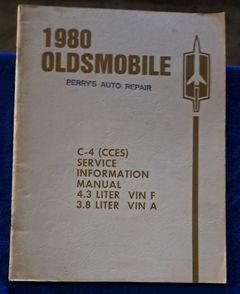 1980
OLDSMOBILE
PERRY'S AUTO REPAIR
C-4 (CCES)
SERVICE
INFORMATION
MANUAL
4.3 LITER VIN F
3.8 LITER VIN A